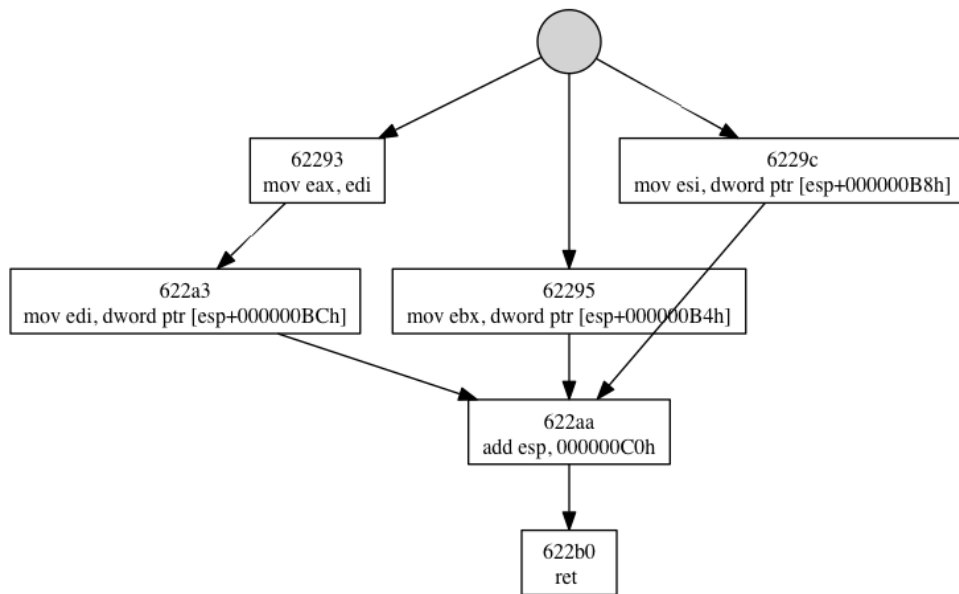 62293
mov eax, edi
6229c
mov esi, dword ptr [esp+000000B8h]
622a3
mov edi, dword ptr [esp+000000BCh]
62295
mov ebx, dword ptr [esp+000000B4h]
622aa
add esp, 000000C0h
622b0
ret